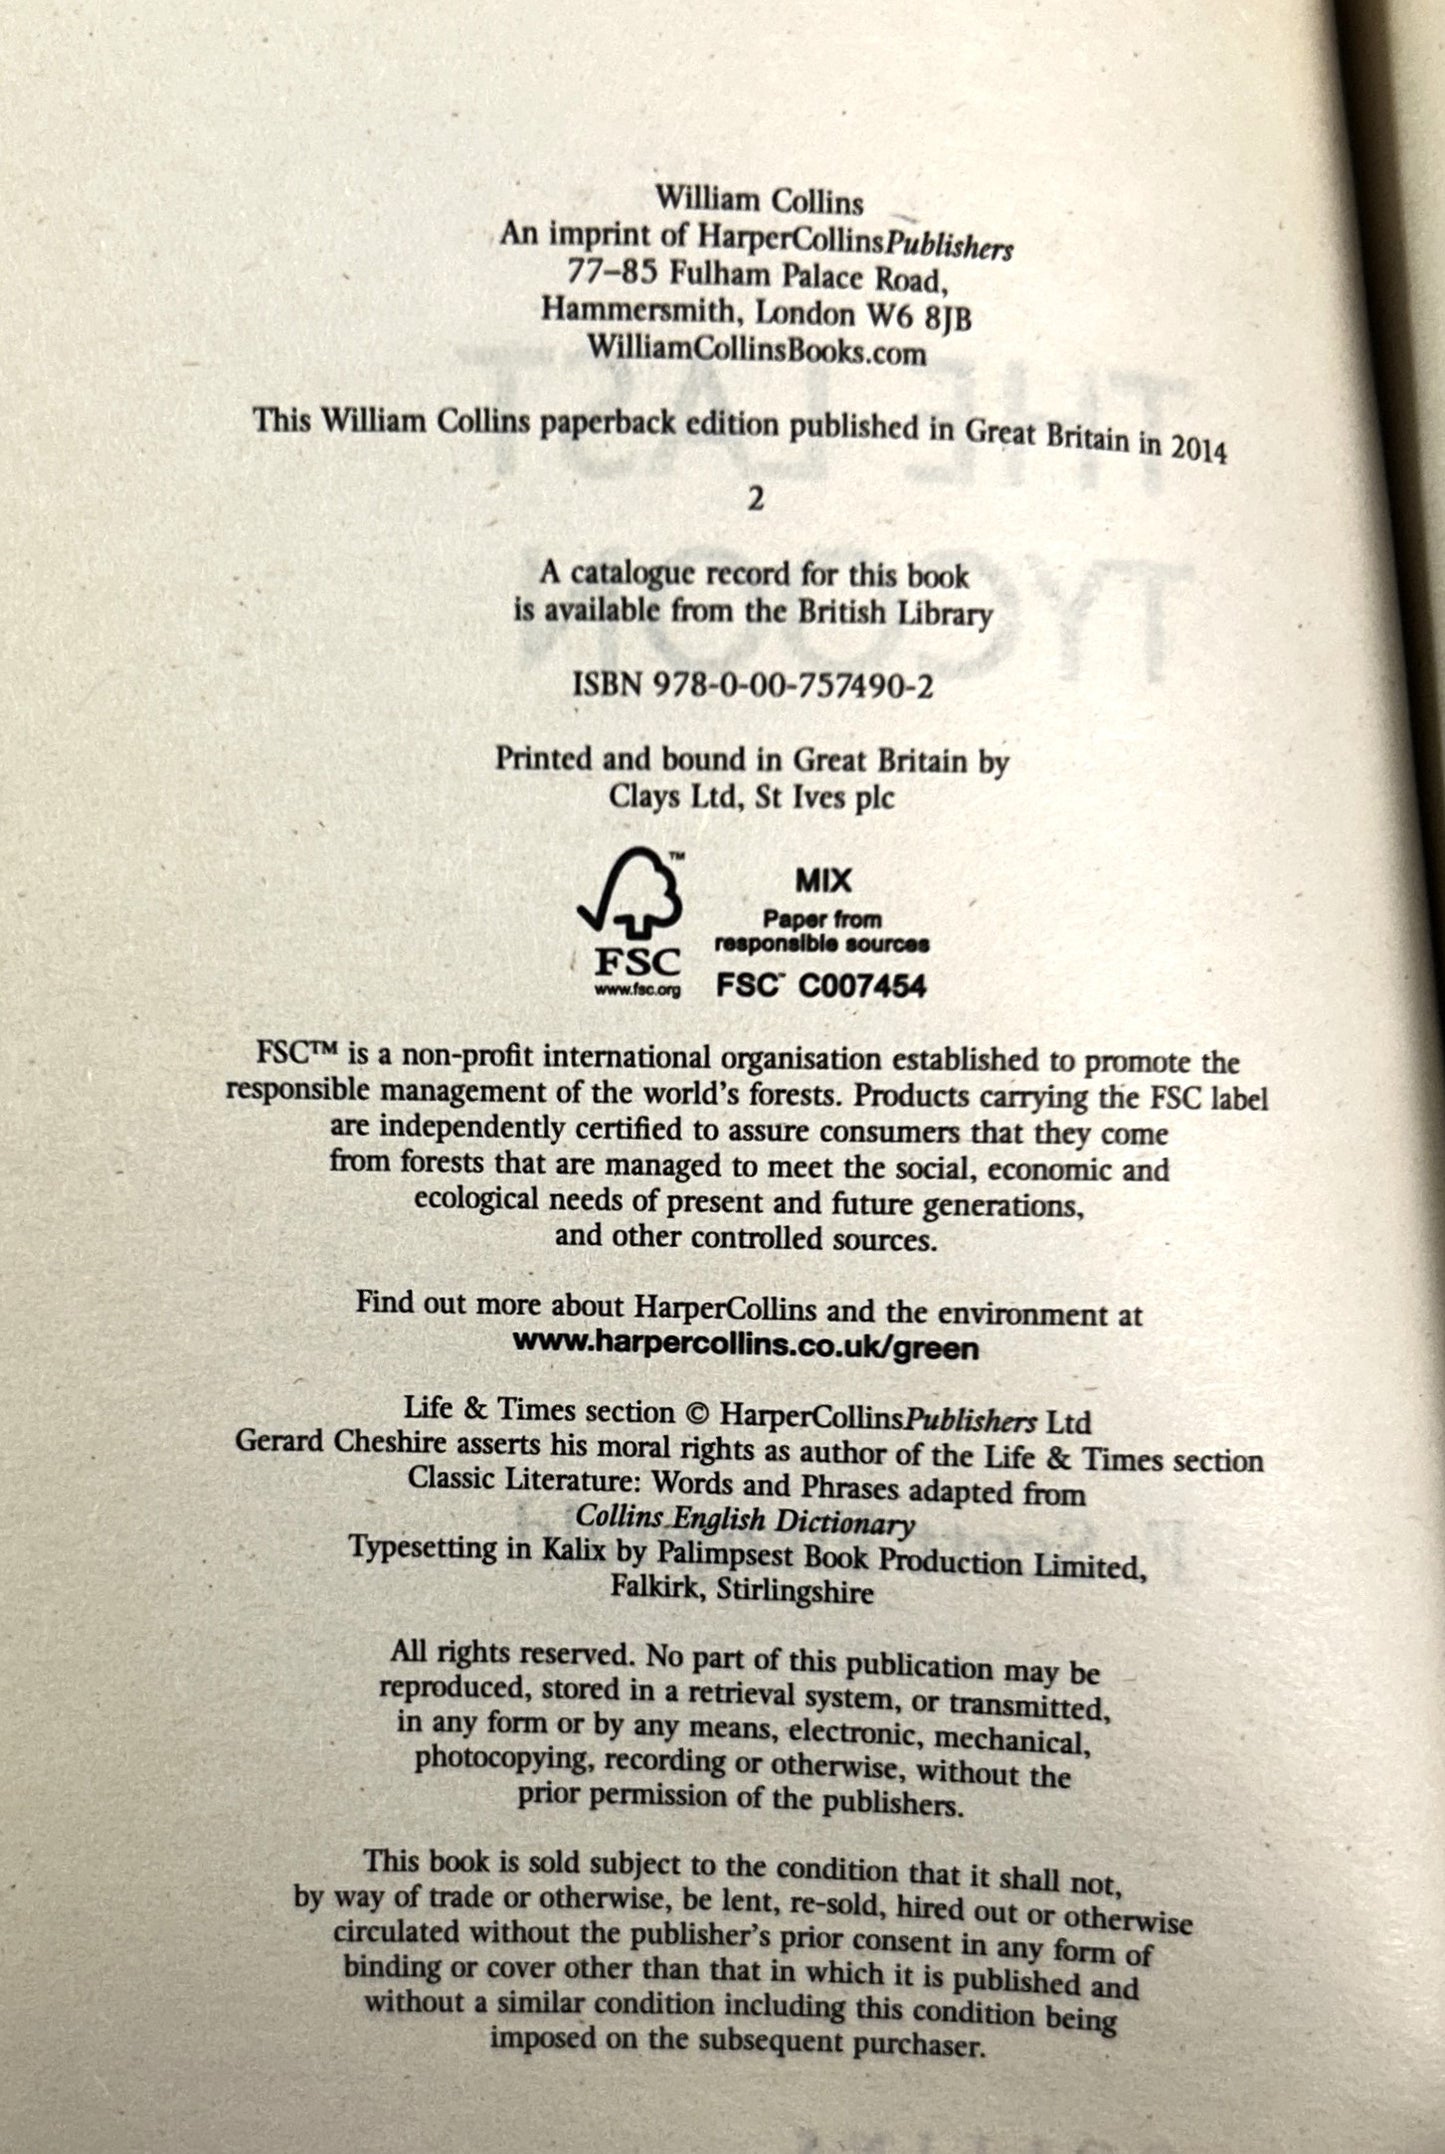 William Collins
An imprint of HarperCollinsPublishers
77–85 Fulham Palace Road,
Hammersmith, London W6 8JB
WilliamCollinsBooks.com
This William Collins paperback edition published in Great Britain in 2014
2
A catalogue record for this book
is available from the British Library
ISBN 978-0-00-757490-2
Printed and bound in Great Britain by
Clays Ltd, St Ives plc
™
FSC
www.fsc.org
MIX
Paper from
responsible sources
FSC™ C007454
FSC™ is a non-profit international organisation established to promote the
responsible management of the world's forests. Products carrying the FSC label
are independently certified to assure consumers that they come
from forests that are managed to meet the social, economic and
ecological needs of present and future generations,
and other controlled sources.
Find out more about HarperCollins and the environment at
www.harpercollins.co.uk/green
Life & Times section © HarperCollinsPublishers Ltd
Gerard Cheshire asserts his moral rights as author of the Life & Times section
Classic Literature: Words and Phrases adapted from
Collins English Dictionary
Typesetting in Kalix by Palimpsest Book Production Limited,
Falkirk, Stirlingshire
All rights reserved. No part of this publication may be
reproduced, stored in a retrieval system, or transmitted,
in any form or by any means, electronic, mechanical,
photocopying, recording or otherwise, without the
prior permission of the publishers.
This book is sold subject to the condition that it shall not,
by way of trade or otherwise, be lent, re-sold, hired out or otherwise
circulated without the publisher's prior consent in any form of
binding or cover other than that in which it is published and
without a similar condition including this condition being
imposed on the subsequent purchaser.
THE LAST
TYCOON